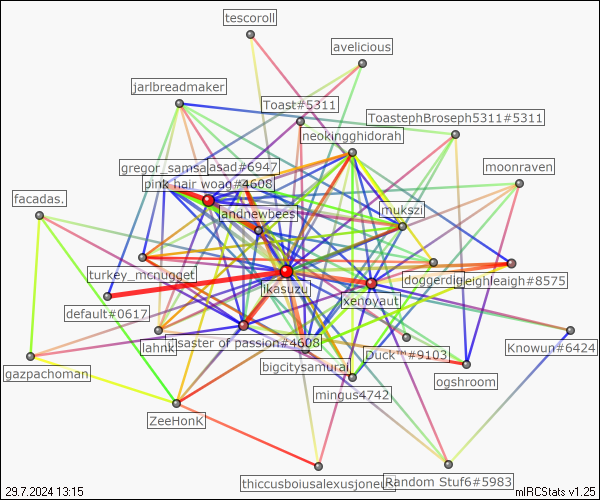 tescoroll
avelicious
jarlbreadmaker
Toast#5311
ToastephBroseph5311#5311
neokingghidorah
gregor_samsa
asad#6947
moonraven
pink hair woag#4608
facadas.
andnewbees
mukszi
turkey_mcnugget
ikasuzu
doggerdig
leighleaigh#8575
xenoyaut
default#0617
lahnk
saster of passion#4608
Duck™#9103
Knowun#6424
bigcitysamurai
gazpachoman
ogshroom
mingus4742
ZeeHonK
thiccusboiusalexusjoneus
Random Stuf6#5983
29.7.2024 13:15
mIRCStats v1.25